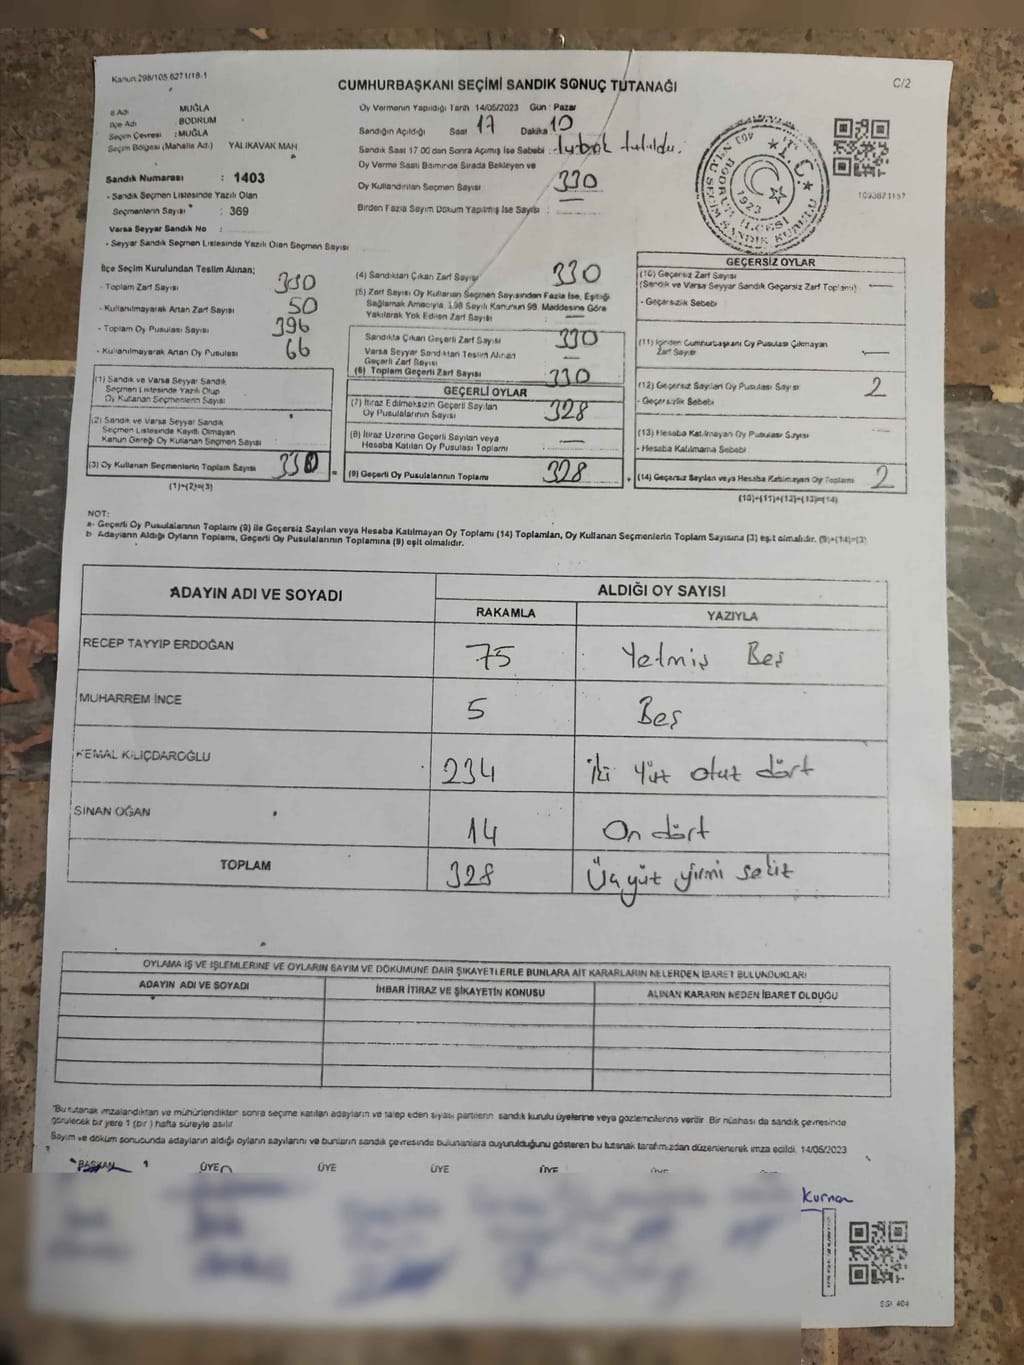 Kanun 298/105 6271/18-1
CUMHURBAŞKANI SEÇİMİ SANDIK SONUÇ TUTANAĞI
C/2
İl Adı MUĞLA
İlçe Adı BODRUM
Seçim Çevresi : MUĞLA
Seçim Bölgesi (Mahalle Adı) YALIKAVAK MAH
Sandık Numarası : 1403
- Sandık Seçmen Listesinde Yazılı Olan
Seçmenlerin Sayısı : 369
Varsa Seyyar Sandık No :
- Seyyar Sandık Seçmen Listesinde Yazılı Olan Seçmen Sayısı
Oy Vermenin Yapıldığı Tarih 14/05/2023 Gün : Pazar
Sandığın Açıldığı Saat 17 Dakika 10
Sandık Saat 17 00 den Sonra Açılmış İse Sebebi : tutuldu.
Oy Verme Saati Bitiminde Sırada Bekleyen ve
Oy Kullandırılan Seçmen Sayısı 330
Birden Fazla Sayım Döküm Yapılmış İse Sayısı :
T.C.
BODRUM İLÇESİ
1923
SANDIK KURULU
İlçe Seçim Kurulundan Teslim Alınan;
- Toplam Zarf Sayısı 380
- Kullanılmayarak Artan Zarf Sayısı 50
- Toplam Oy Pusulası Sayısı 396
- Kullanılmayarak Artan Oy Pusulası 66
(1) Sandık ve Varsa Seyyar Sandık
Seçmen Listesinde Yazılı Olup
Oy Kullanan Seçmenlerin Sayısı
(2) Sandık ve Varsa Seyyar Sandık
Seçmen Listesinde Kayıtlı Olmayan
Kanun Gereği Oy Kullanan Seçmen Sayısı
(3) Oy Kullanan Seçmenlerin Toplam Sayısı 330
(1)+(2)=(3)
(4) Sandıktan Çıkan Zarf Sayısı 330
(5) Zarf Sayısı Oy Kullanan Seçmen Sayısından Fazla İse, Eşitliği
Sağlamak Amacıyla, 298 Sayılı Kanunun 98. Maddesine Göre
Yakılarak Yok Edilen Zarf Sayısı —
Sandıkta Çıkan Geçerli Zarf Sayısı 330
Varsa Seyyar Sandıktan Teslim Alınan
Geçerli Zarf Sayısı —
(6) Toplam Geçerli Zarf Sayısı 330
GEÇERLİ OYLAR
(7) İtiraz Edilmeksizin Geçerli Sayılan
Oy Pusulalarının Sayısı 328
(8) İtiraz Üzerine Geçerli Sayılan veya
Hesaba Katılan Oy Pusulası Toplamı —
(9) Geçerli Oy Pusulalarının Toplamı 328
GEÇERSİZ OYLAR
(10) Geçersiz Zarf Sayısı
(Sandık ve Varsa Seyyar Sandık Geçersiz Zarf Toplamı) —
- Geçersizlik Sebebi
(11) İçinden Cumhurbaşkanı Oy Pusulası Çıkmayan
Zarf Sayısı —
(12) Geçersiz Sayılan Oy Pusulası Sayısı 2
- Geçersizlik Sebebi
(13) Hesaba Katılmayan Oy Pusulası Sayısı —
- Hesaba Katılmama Sebebi
(14) Geçersiz Sayılan veya Hesaba Katılmayan Oy Toplamı 2
(10)+(11)+(12)+(13)=(14)
NOT:
a- Geçerli Oy Pusulalarının Toplamı (9) ile Geçersiz Sayılan veya Hesaba Katılmayan Oy Toplamı (14) Toplamları, Oy Kullanan Seçmenlerin Toplam Sayısına (3) eşit olmalıdır. (9)+(14)=(3)
b- Adayların Aldığı Oyların Toplamı, Geçerli Oy Pusulalarının Toplamına (9) eşit olmalıdır.
ADAYIN ADI VE SOYADI ALDIĞI OY SAYISI
RAKAMLA YAZIYLA
RECEP TAYYIP ERDOĞAN 75 Yetmiş Beş
MUHARREM İNCE 5 Beş
KEMAL KILIÇDAROĞLU 234 İki Yüz otuz dört
SİNAN OĞAN 14 On dört
TOPLAM 328 Üçyüz yirmi sekiz
OYLAMA İŞ VE İŞLEMLERİNE VE OYLARIN SAYIM VE DÖKÜMÜNE DAİR ŞİKAYETLERLE BUNLARA AİT KARARLARIN NELERDEN İBARET BULUNDUKLARI
ADAYIN ADI VE SOYADI İHBAR İTİRAZ VE ŞİKAYETİN KONUSU ALINAN KARARIN NEDEN İBARET OLDUĞU
*Bu tutanak imzalandıktan ve mühürlendikten sonra seçime katılan adayların ve talep eden siyasi partilerin sandık kurulu üyelerine veya gözlemcilerine verilir. Bir nüshası da sandık çevresinde
görülecek bir yere 1 (bir) hafta süreyle asılır
Sayım ve döküm sonucunda adayların aldığı oyların sayılarını ve bunların sandık çevresinde bulunanlara duyurulduğunu gösteren bu tutanak tarafımızdan düzenlenerek imza edildi. 14/05/2023
BAŞKAN ÜYE ÜYE ÜYE ÜYE